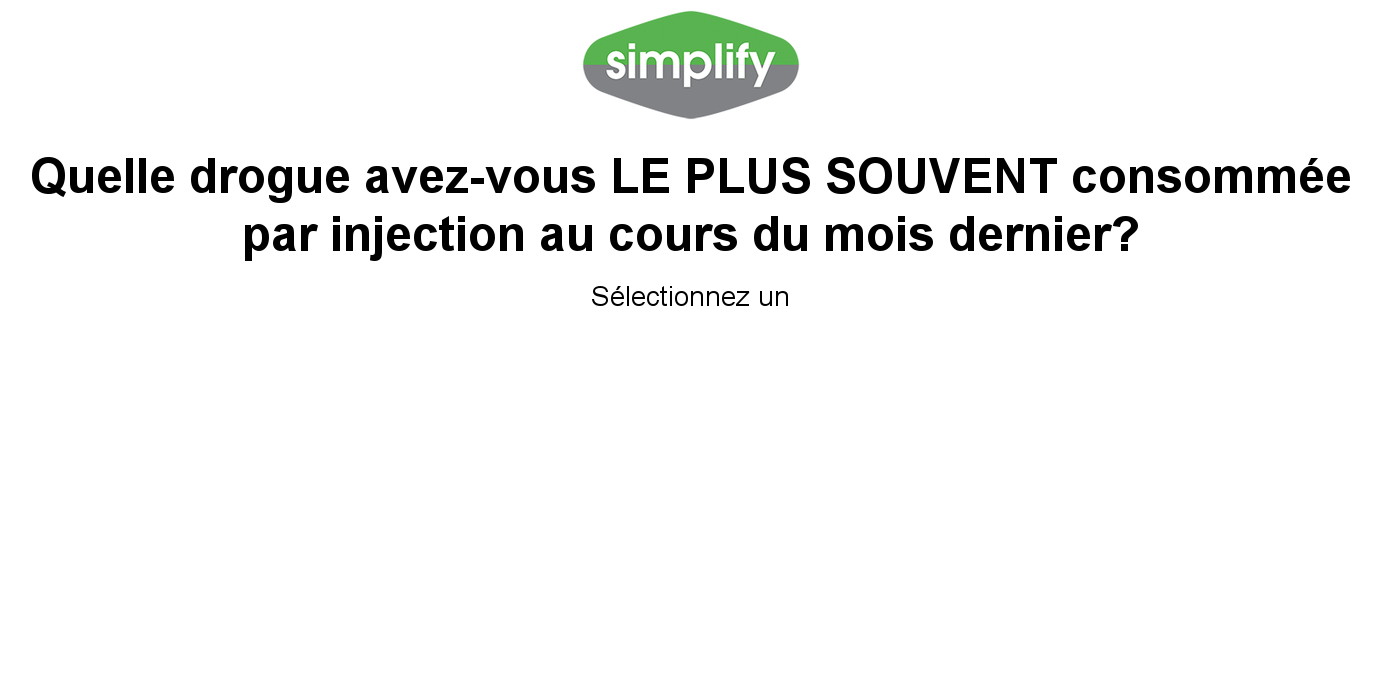 simplify
Quelle drogue avez-vous LE PLUS SOUVENT consommée
par injection au cours du mois dernier?
Sélectionnez un